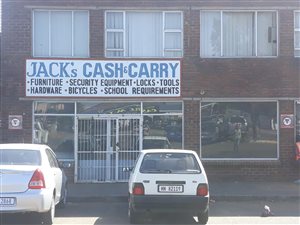 JACK's CASH & CARRY
• FURNITURE • SECURITY EQUIPMENT • LOCKS • TOOLS
• HARDWARE • BICYCLES • SCHOOL REQUIREMENTS